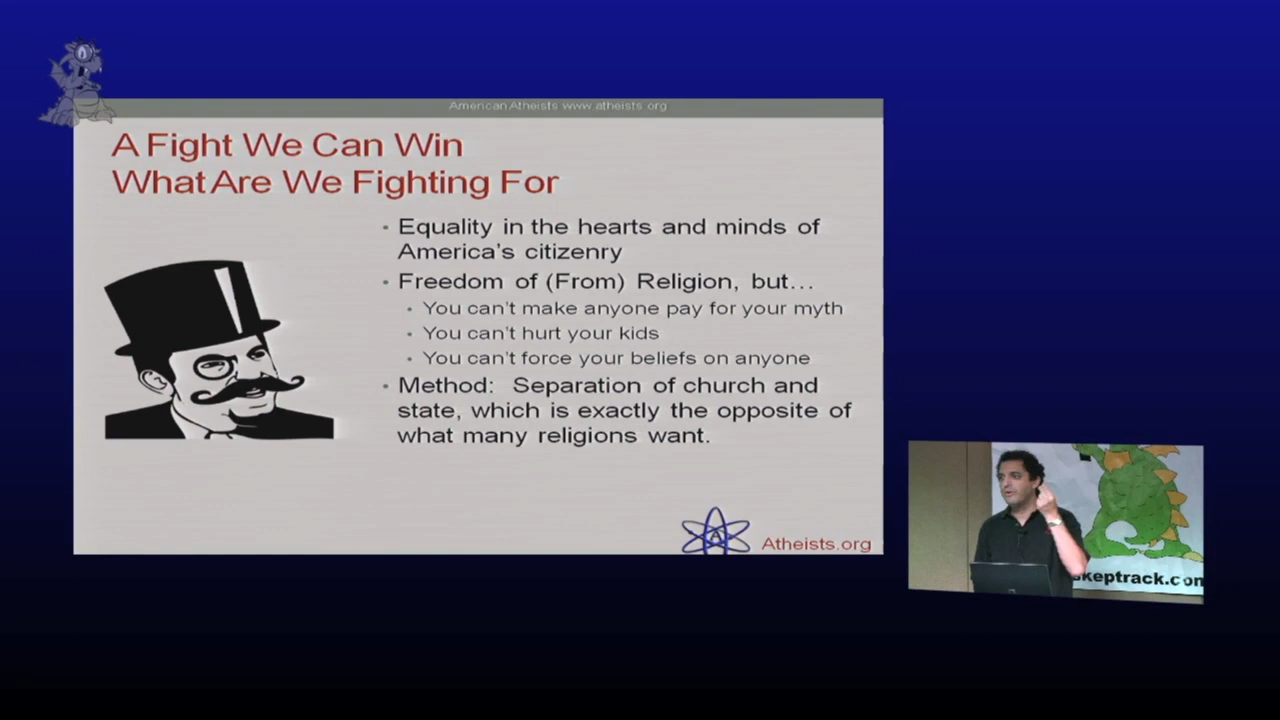 American Atheists www.atheists.org
A Fight We Can Win
What Are We Fighting For
• Equality in the hearts and minds of
America's citizenry
• Freedom of (From) Religion, but…
• You can't make anyone pay for your myth
• You can't hurt your kids
• You can't force your beliefs on anyone
• Method: Separation of church and
state, which is exactly the opposite of
what many religions want.
A
Atheists.org
skeptrack.com